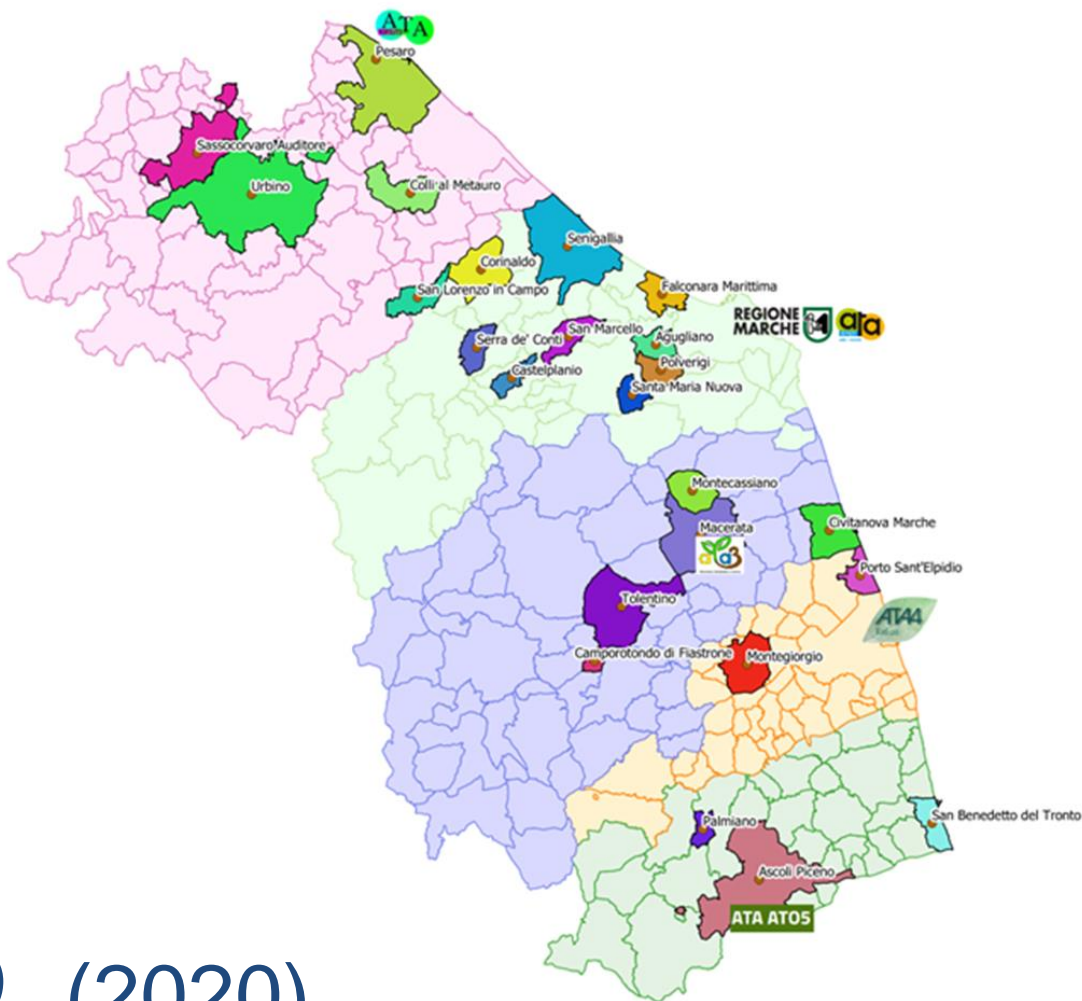 ATA
Pesaro
Sassocorvaro Auditore
Urbino
Colli al Metauro
Senigallia
Corinaldo
San Lorenzo in Campo
Falconara Marittima
REGIONE
MARCHE
ata
San Marcello
Serra de' Conti
Agugliano
Castelplanio
Polverigi
Santa Maria Nuova
Montecassiano
Civitanova Marche
Macerata
ata3
Porto Sant'Elpidio
Tolentino
ATA4
Camporotondo di Fiastrone
Montegiorgio
San Benedetto del Tronto
Palmiano
Ascoli Piceno
ATA ATO5
(2020)